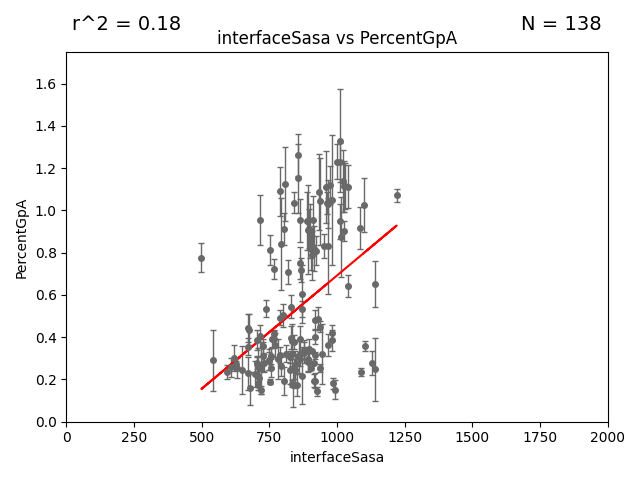 r^2 = 0.18
N = 138
interfaceSasa vs PercentGpA
PercentGpA
1.6
1.4
1.2
1.0
0.8
0.6
0.4
0.2
0.0
0 250 500 750 1000 1250 1500 1750 2000
interfaceSasa